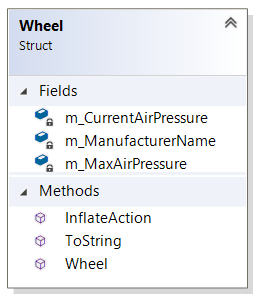 Wheel
Struct
Fields
m_CurrentAirPressure
m_ManufacturerName
m_MaxAirPressure
Methods
InflateAction
ToString
Wheel